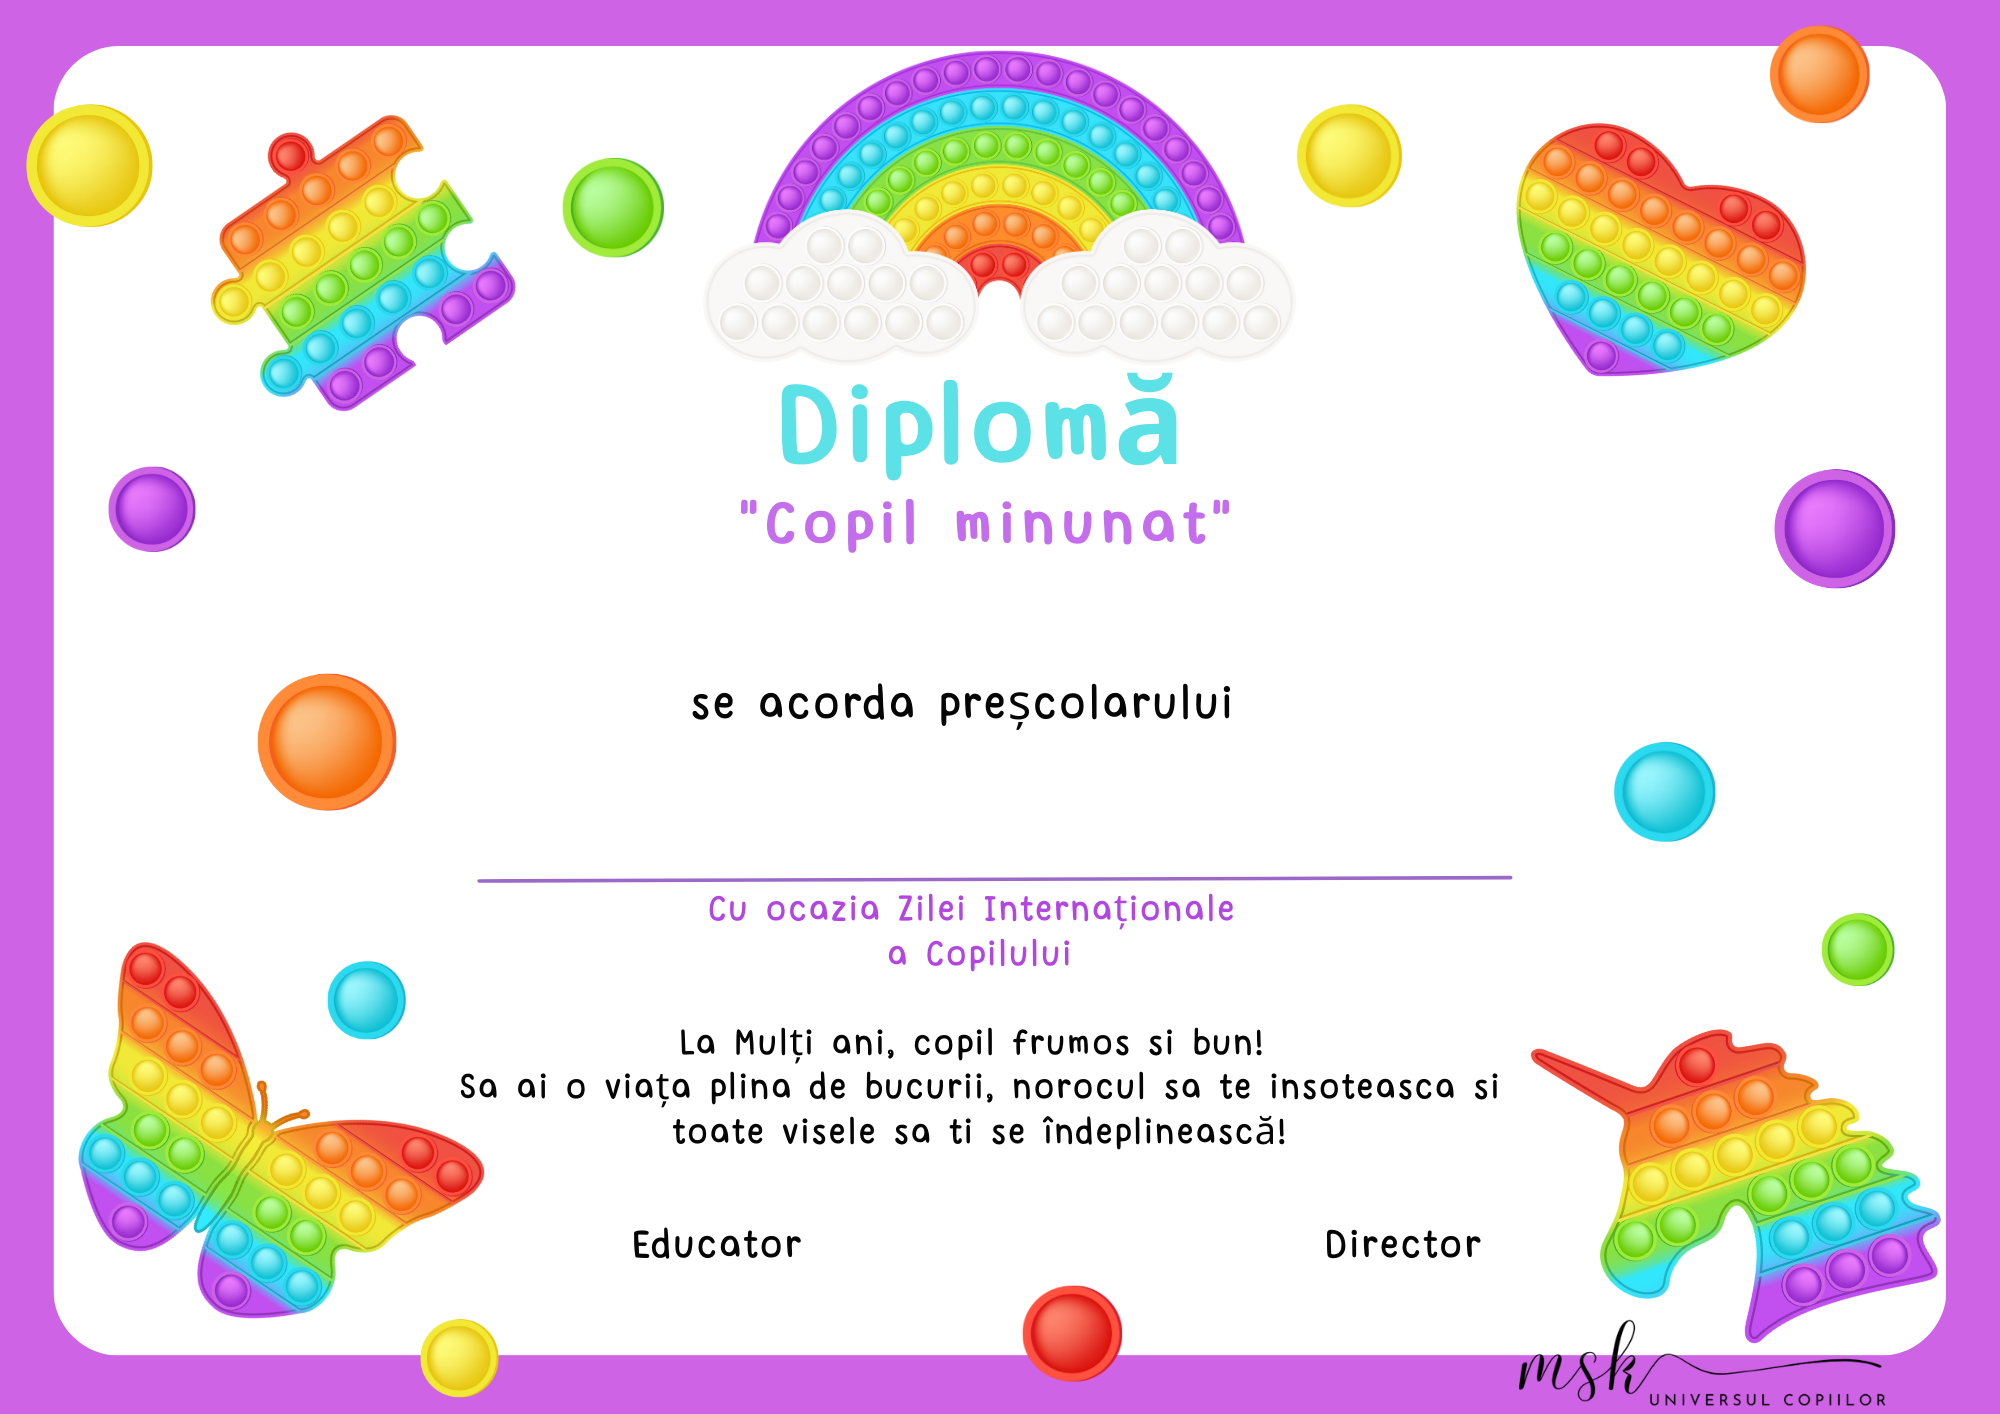 Diplomă
"Copil minunat"
se acorda preșcolarului
Cu ocazia Zilei Internaționale
a Copilului
La Mulți ani, copil frumos si bun!
Sa ai o viața plina de bucurii, norocul sa te insoteasca si
toate visele sa ti se îndeplinească!
Educator
Director
msk
UNIVERSUL COPIILOR